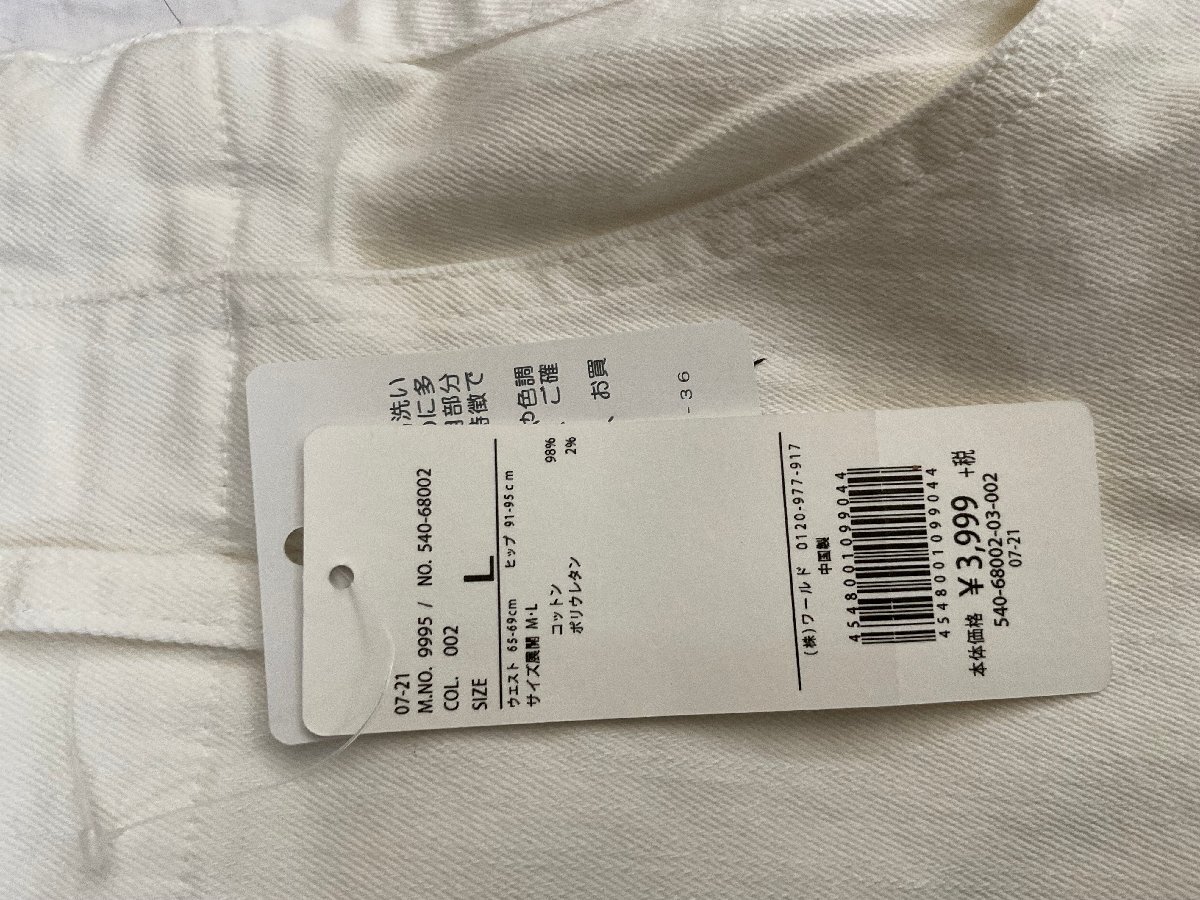 07-21
M.NO. 9995 / NO. 540-68002
COL. 002
SIZE L
ウエスト 65-69cm ヒップ 91-95cm
サイズ展開 M・L
コットン 98%
ポリウレタン 2%
(株)ワールド 0120-977-917
中国製
4548001099044
4548001099044
本体価格 ¥3,999 +税
540-68002-03-002
07-21
洗い
に多
部分
徴で
や色調
ご確
、お買
-36